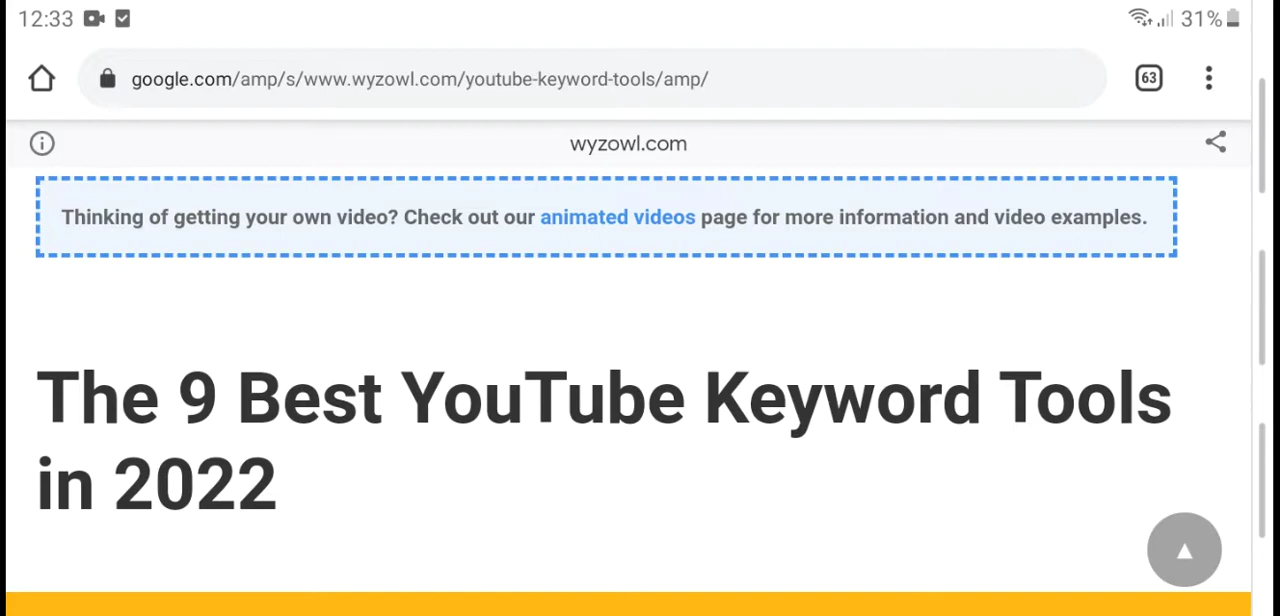 12:33 31%
google.com/amp/s/www.wyzowl.com/youtube-keyword-tools/amp/ 63
wyzowl.com
Thinking of getting your own video? Check out our animated videos page for more information and video examples.
The 9 Best YouTube Keyword Tools
in 2022